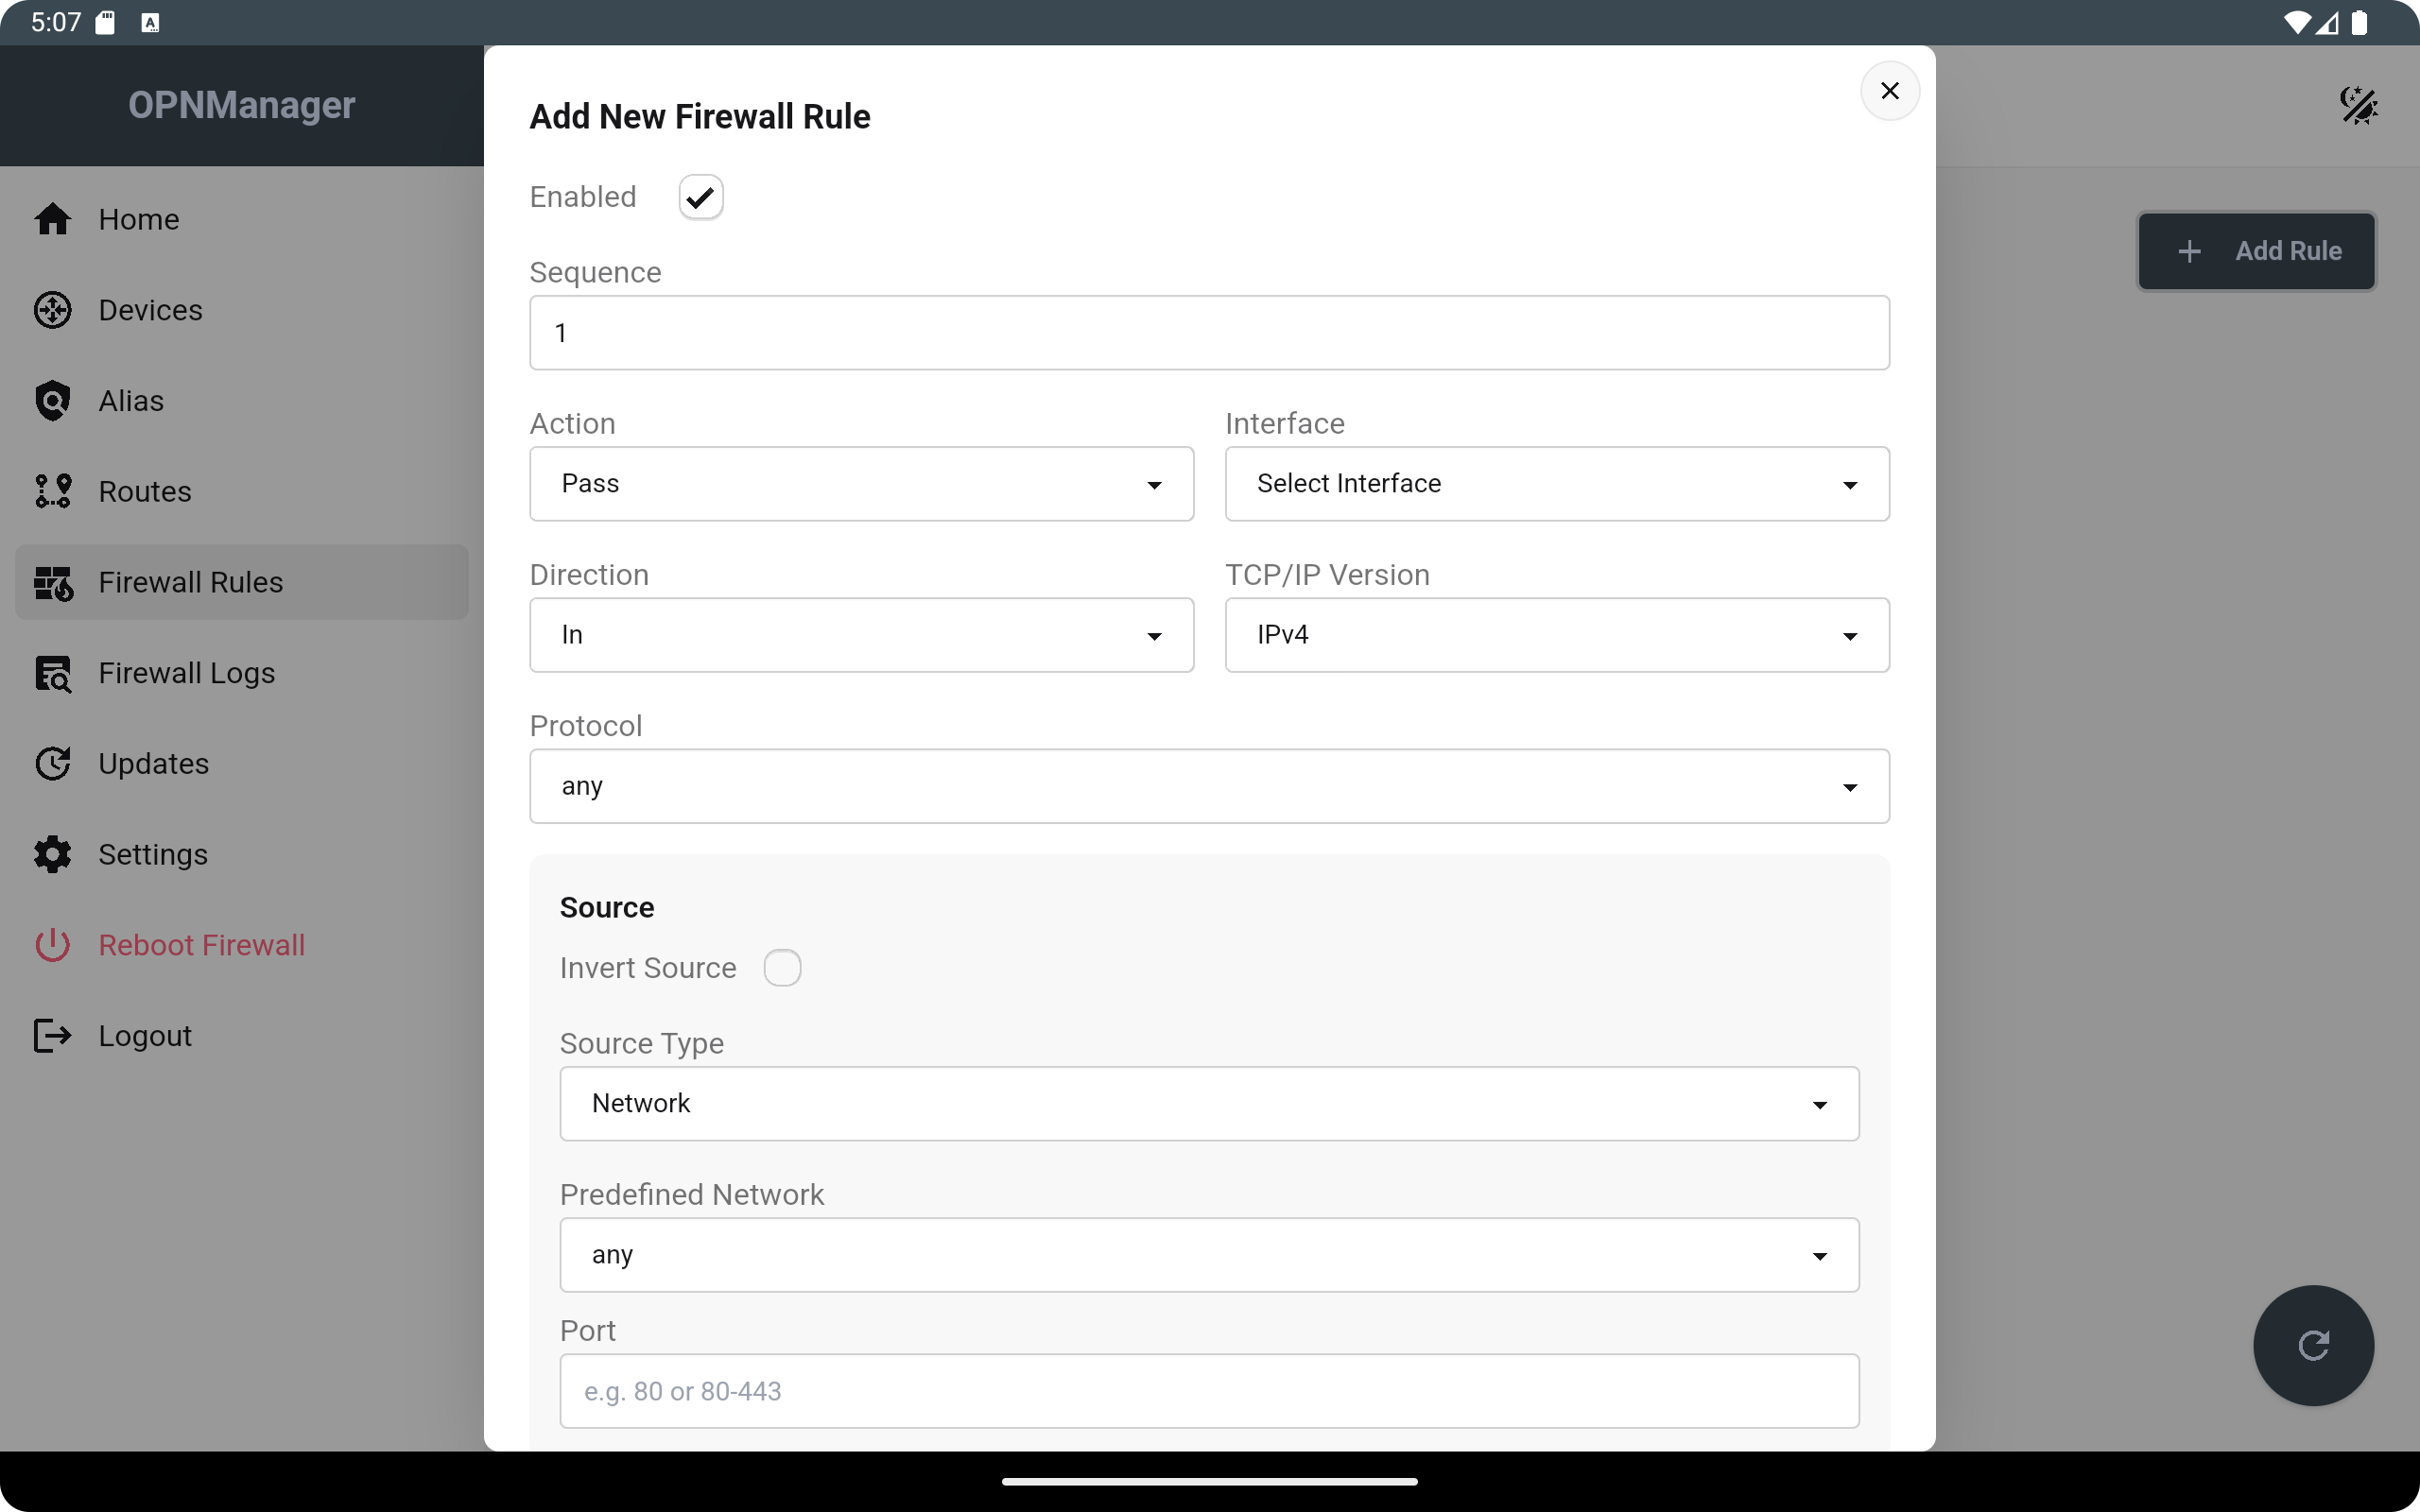 5:07
OPNManager
Home
Devices
Alias
Routes
Firewall Rules
Firewall Logs
Updates
Settings
Reboot Firewall
Logout
Add New Firewall Rule
Enabled
Sequence
1
Action
Interface
Pass
Select Interface
Direction
TCP/IP Version
In
IPv4
Protocol
any
Source
Invert Source
Source Type
Network
Predefined Network
any
Port
e.g. 80 or 80-443
Add Rule